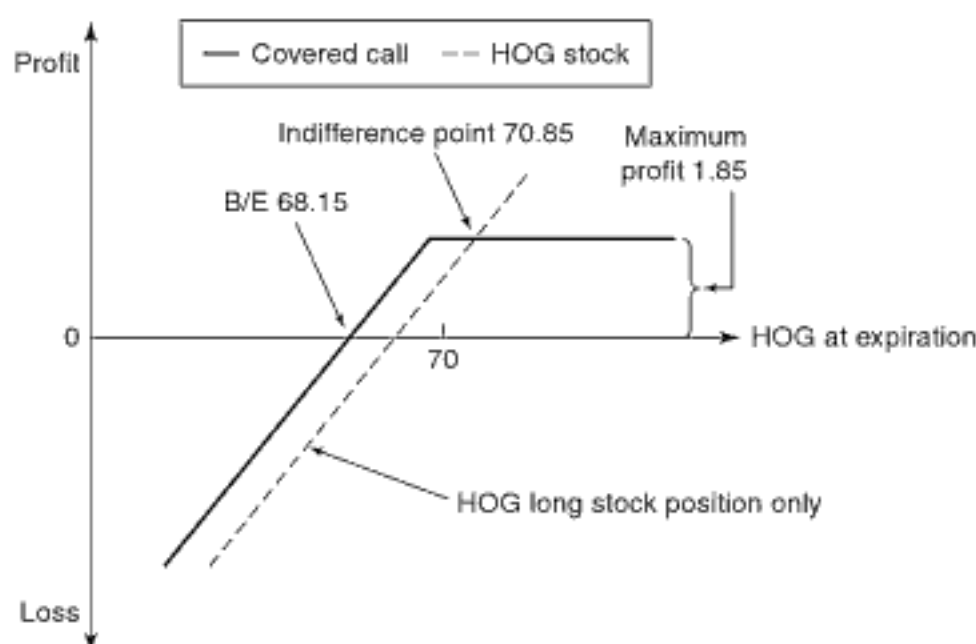 Profit
Covered call
HOG stock
Indifference point 70.85
Maximum
profit 1.85
B/E 68.15
0
70
HOG at expiration
HOG long stock position only
Loss